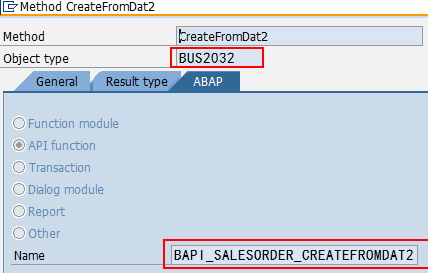 Method CreateFromDat2
Method CreateFromDat2
Object type BUS2032
General Result type ABAP
Function module
API function
Transaction
Dialog module
Report
Other
Name BAPI_SALESORDER_CREATEFROMDAT2